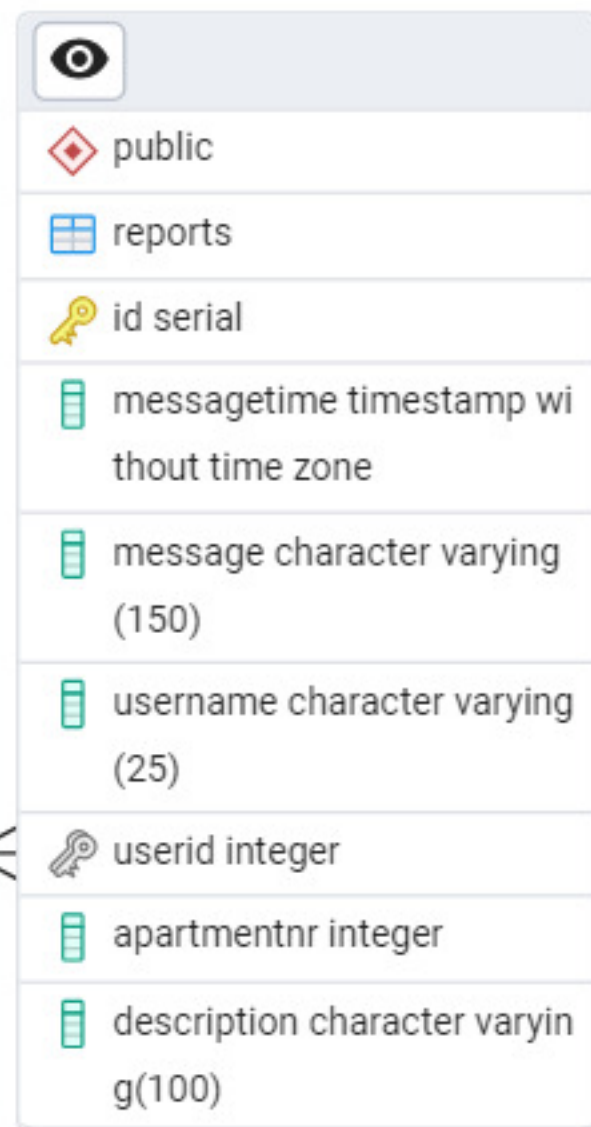 public
reports
id serial
messagetime timestamp wi
thout time zone
message character varying
(150)
username character varying
(25)
userid integer
apartmentnr integer
description character varyin
g(100)